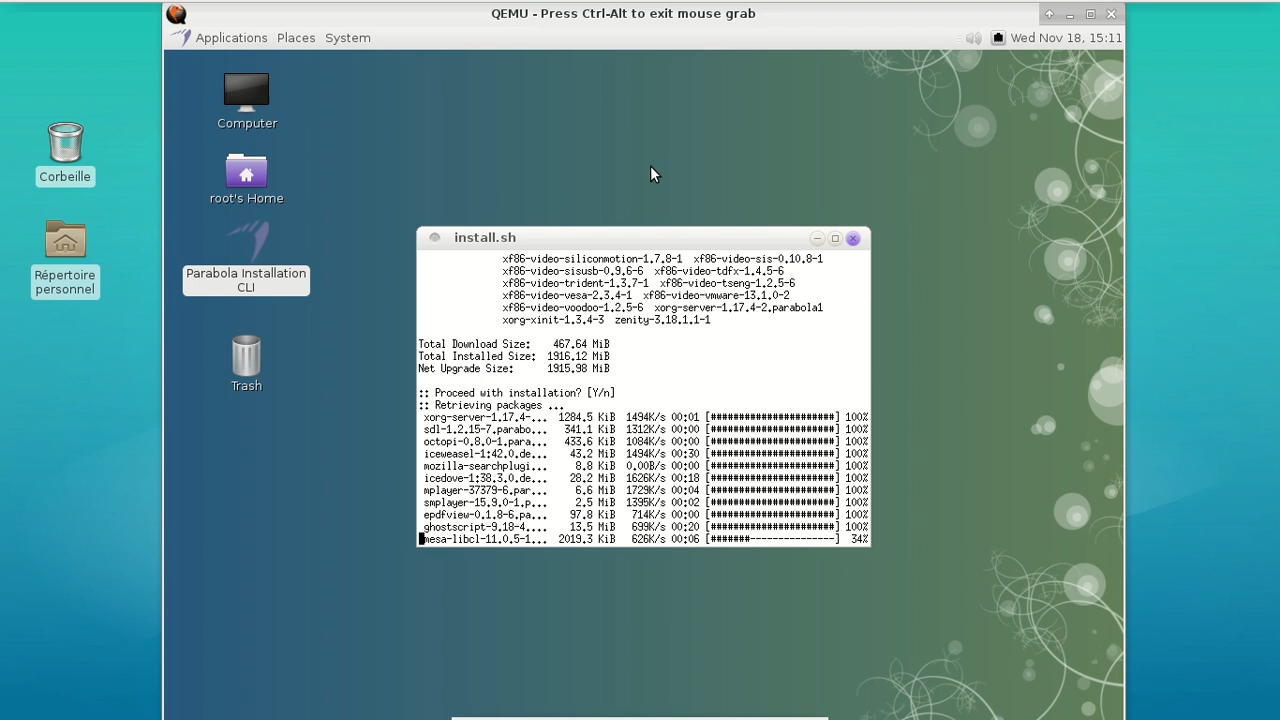 QEMU - Press Ctrl-Alt to exit mouse grab
Applications Places System
Wed Nov 18, 15:11
Computer
root's Home
Parabola Installation
CLI
Trash
Corbeille
Répertoire
personnel
install.sh
xf86-video-siliconmotion-1.7.8-1 xf86-video-sis-0.10.8-1
xf86-video-sisusb-0.9.6-6 xf86-video-tdfx-1.4.5-6
xf86-video-trident-1.3.7-1 xf86-video-tseng-1.2.5-6
xf86-video-vesa-2.3.4-1 xf86-video-vmware-13.1.0-2
xf86-video-voodoo-1.2.5-6 xorg-server-1.17.4-2.parabola1
xorg-xinit-1.3.4-3 zenity-3.18.1.1-1
Total Download Size: 467.64 MiB
Total Installed Size: 1916.12 MiB
Net Upgrade Size: 1915.98 MiB
:: Proceed with installation? [Y/n]
:: Retrieving packages ...
xorg-server-1.17.4-... 1284.5 KiB 1494K/s 00:01 [######################] 100%
sdl-1.2.15-7.parabo... 341.1 KiB 1312K/s 00:00 [######################] 100%
octopi-0.8.0-1.para... 433.6 KiB 1084K/s 00:00 [######################] 100%
iceweasel-1:42.0.de... 43.2 MiB 1494K/s 00:30 [######################] 100%
mozilla-searchplugi... 8.8 KiB 0.00B/s 00:00 [######################] 100%
icedove-1:38.3.0.de... 28.2 MiB 1626K/s 00:18 [######################] 100%
mplayer-37379-6.par... 6.6 MiB 1729K/s 00:04 [######################] 100%
smplayer-15.9.0-1.p... 2.5 MiB 1395K/s 00:02 [######################] 100%
epdfview-0.1.8-6.pa... 97.8 KiB 714K/s 00:00 [######################] 100%
ghostscript-9.18-4.... 13.5 MiB 699K/s 00:20 [######################] 100%
mesa-libcl-11.0.5-1... 2019.3 KiB 626K/s 00:06 [#######---------------] 34%